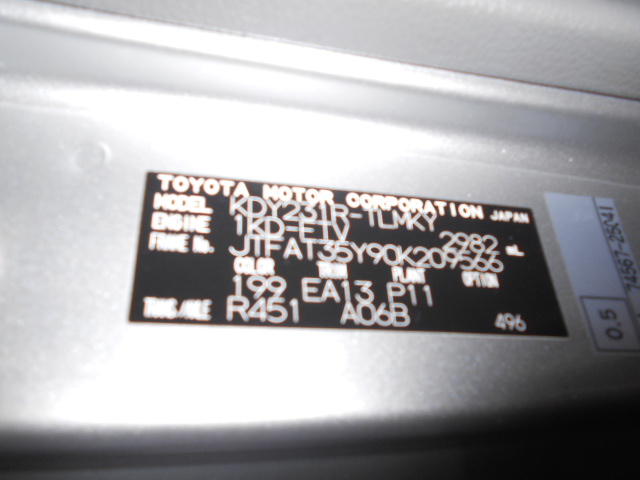 TOYOTA MOTOR CORPORATION JAPAN
MODEL KDY231R-TLMKY
ENGINE 1KD-FTV 2982 mL
FRAME No. JTFAT35Y90K209566
COLOR TRIM PLANT OPTION
199 EA13 P11
TRANS/AXLE R451 A06B 496
0.5